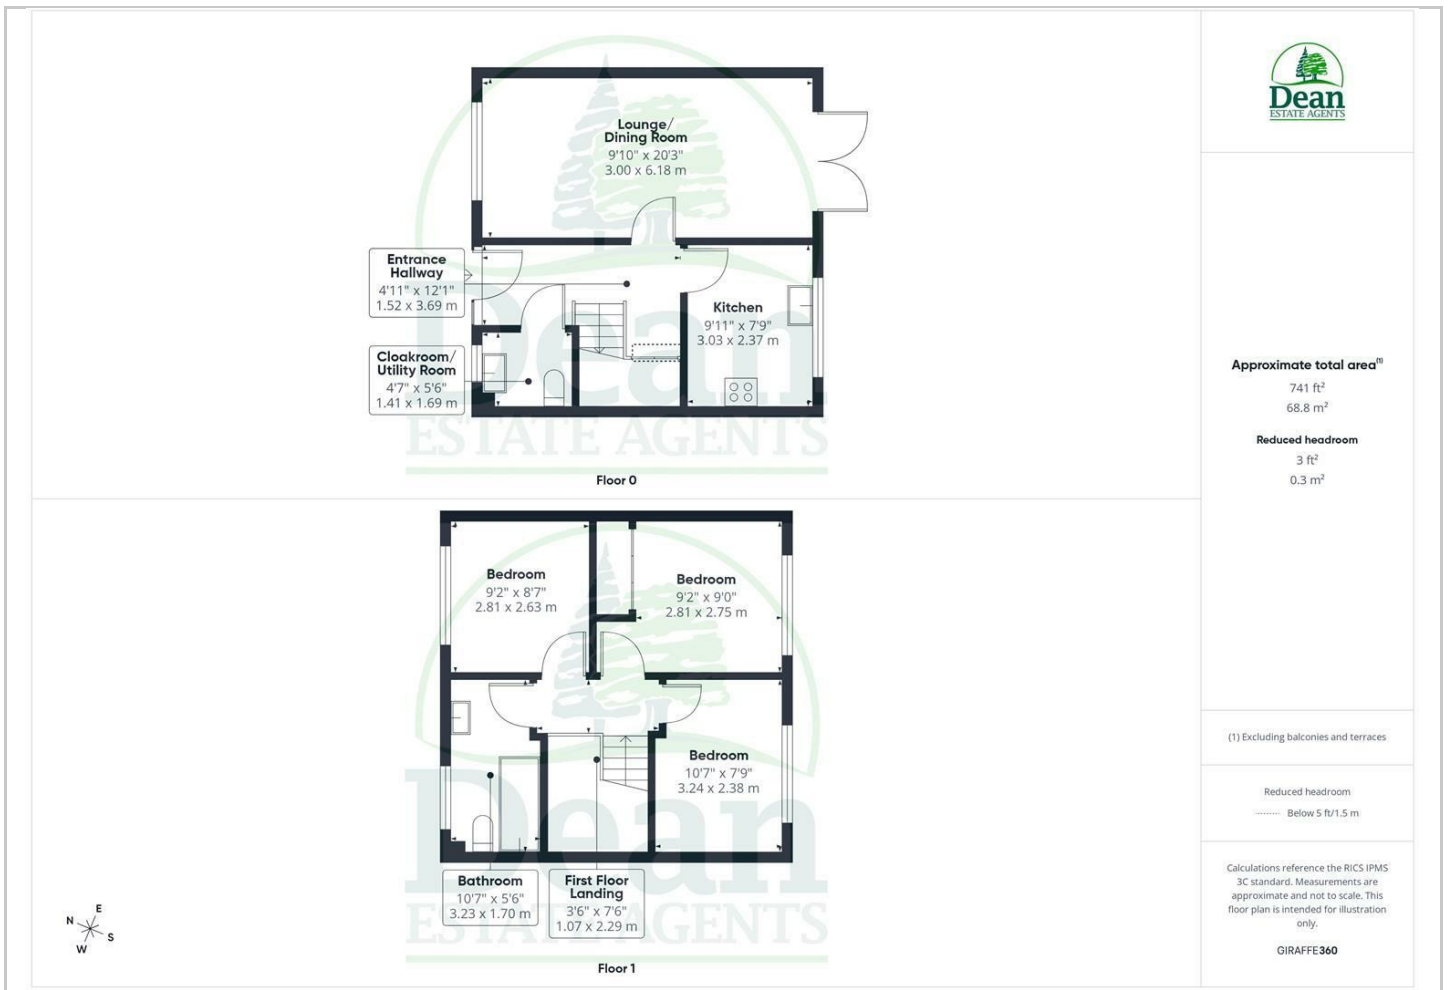 Lounge/
Dining Room
9'10" x 20'3"
3.00 x 6.18 m
Entrance
Hallway
4'11" x 12'1"
1.52 x 3.69 m
Kitchen
9'11" x 7'9"
3.03 x 2.37 m
Cloakroom/
Utility Room
4'7" x 5'6"
1.41 x 1.69 m
Dean
ESTATE AGENTS
Floor 0
Bedroom
9'2" x 8'7"
2.81 x 2.63 m
Bedroom
9'2" x 9'0"
2.81 x 2.75 m
Bedroom
10'7" x 7'9"
3.24 x 2.38 m
Dean
ESTATE AGENTS
Bathroom
10'7" x 5'6"
3.23 x 1.70 m
First Floor
Landing
3'6" x 7'6"
1.07 x 2.29 m
Floor 1
N
E
S
W
Dean
ESTATE AGENTS
Approximate total area(1)
741 ft²
68.8 m²
Reduced headroom
3 ft²
0.3 m²
(1) Excluding balconies and terraces
Reduced headroom
Below 5 ft/1.5 m
Calculations reference the RICS IPMS
3C standard. Measurements are
approximate and not to scale. This
floor plan is intended for illustration
only.
GIRAFFE360